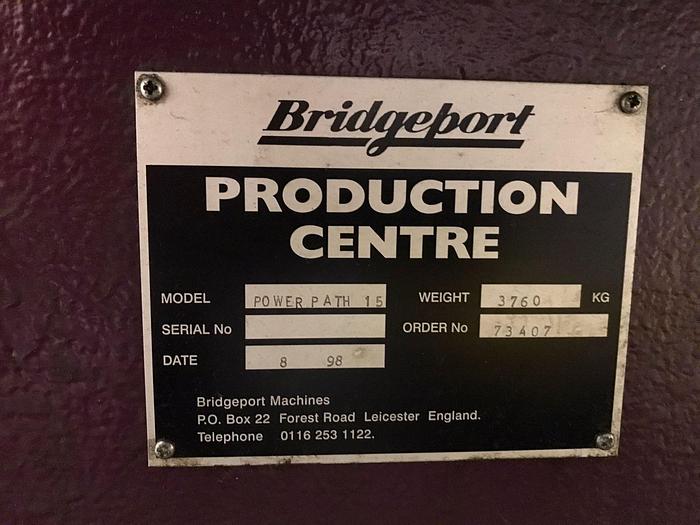 Bridgeport
PRODUCTION
CENTRE
MODEL POWER PATH 15 WEIGHT 3760 KG
SERIAL No ORDER No 73407
DATE 8 98
Bridgeport Machines
P.O. Box 22 Forest Road Leicester England.
Telephone 0116 253 1122.